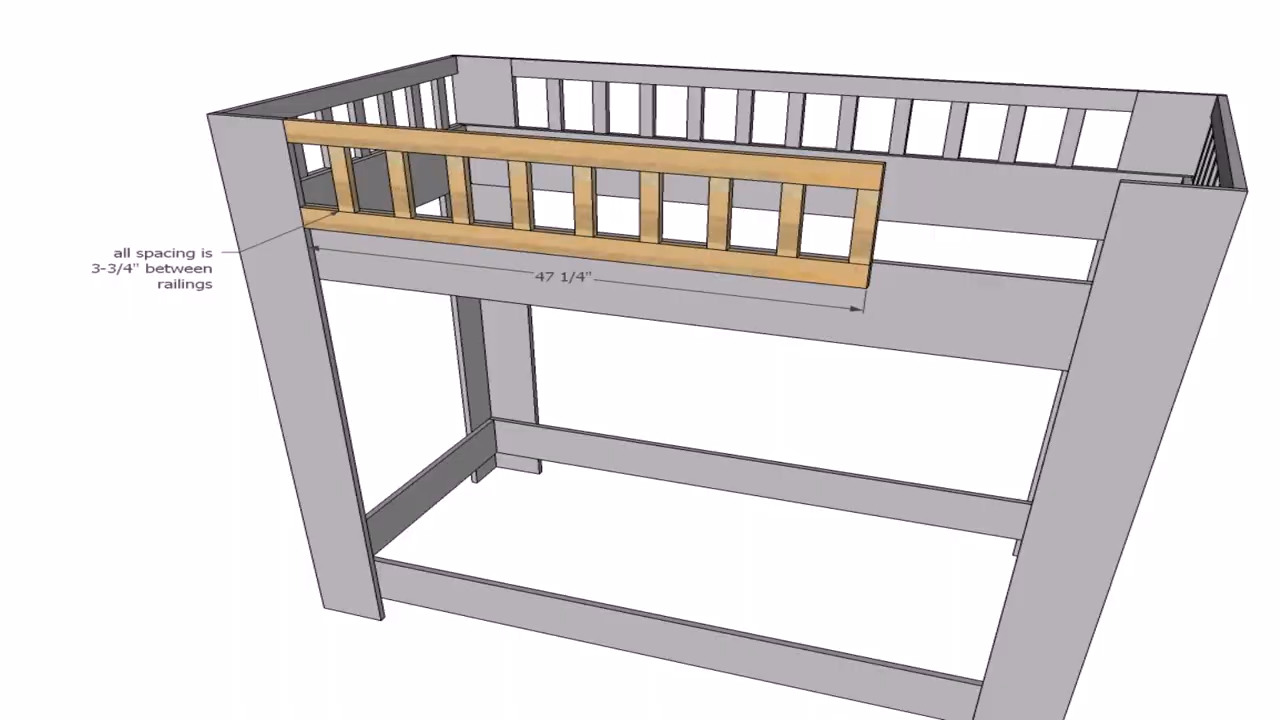 all spacing is
3-3/4" between
railings
47 1/4"